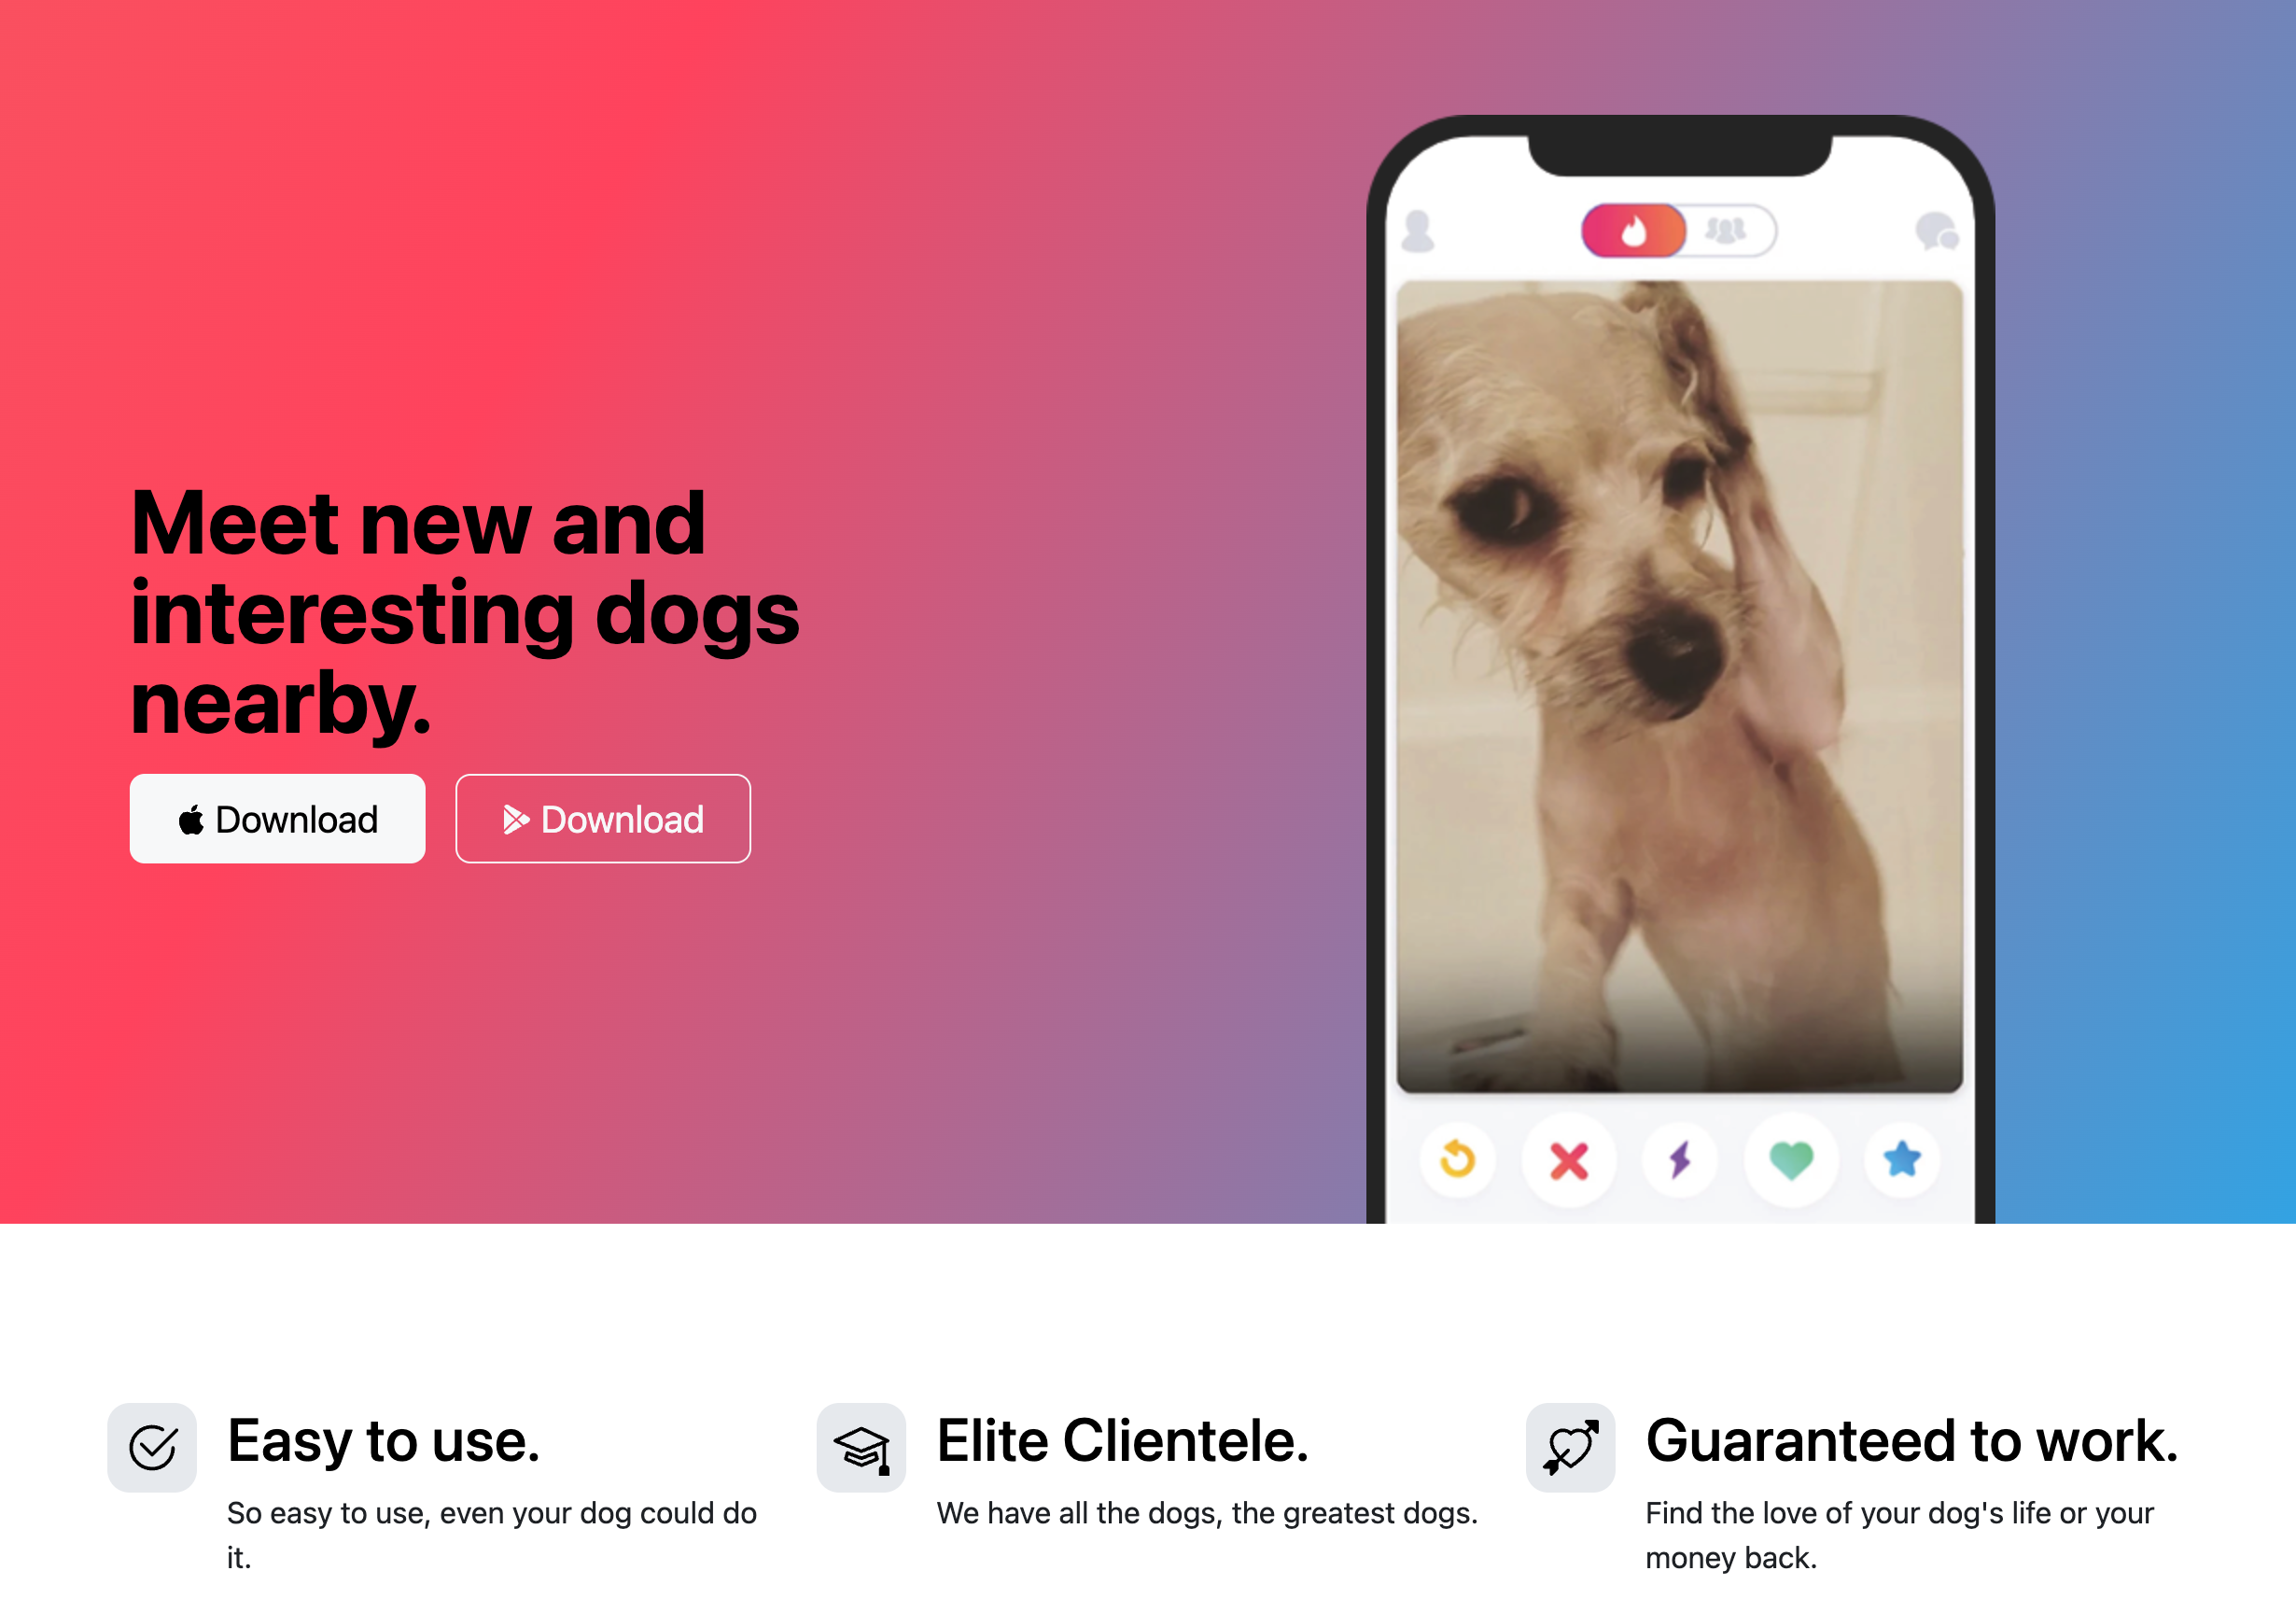 Meet new and
interesting dogs
nearby.
Download
Download
Easy to use.
So easy to use, even your dog could do
it.
Elite Clientele.
We have all the dogs, the greatest dogs.
Guaranteed to work.
Find the love of your dog's life or your
money back.